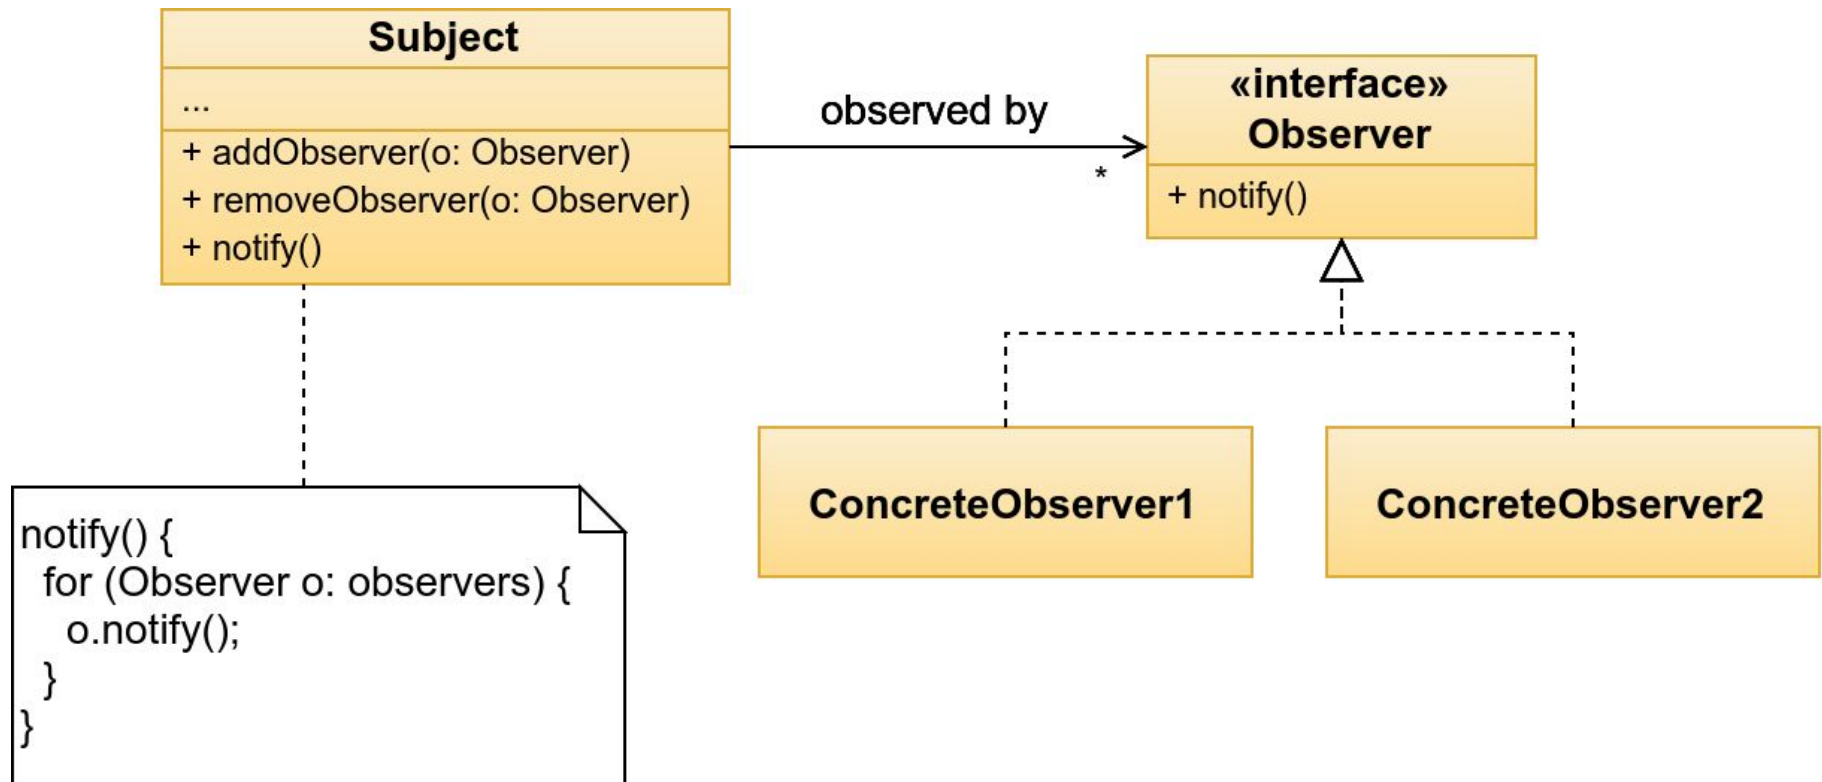 Subject
...
+ addObserver(o: Observer)
+ removeObserver(o: Observer)
+ notify()
observed by
*
«interface»
Observer
+ notify()
ConcreteObserver1
ConcreteObserver2
notify() {
for (Observer o: observers) {
o.notify();
}
}